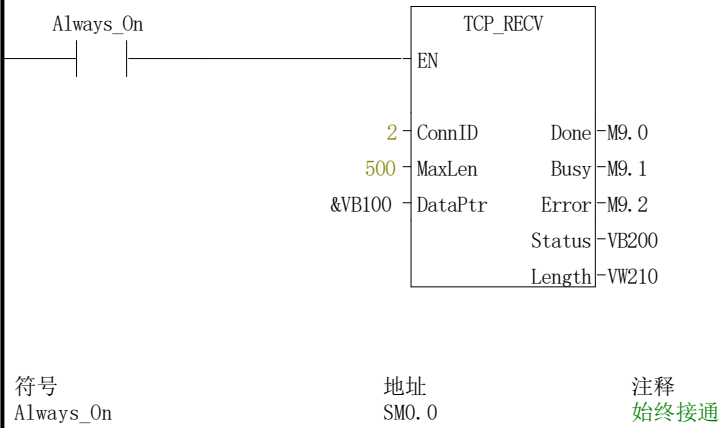 Always_On
TCP_RECV
EN
2 ConnID Done M9.0
500 MaxLen Busy M9.1
&VB100 DataPtr Error M9.2
Status VB200
Length VW210
符号 地址 注释
Always_On SM0.0 始终接通